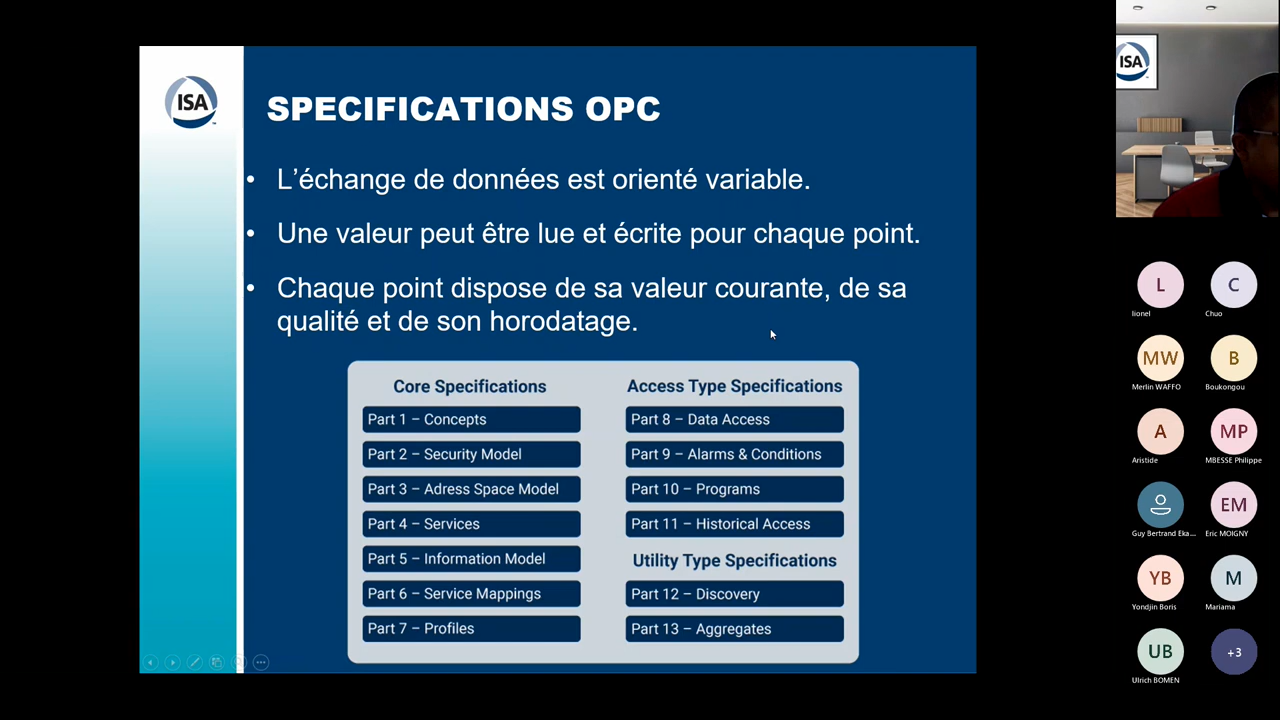 ISA
SPECIFICATIONS OPC
• L'échange de données est orienté variable.
• Une valeur peut être lue et écrite pour chaque point.
• Chaque point dispose de sa valeur courante, de sa
qualité et de son horodatage.
Core Specifications
Part 1 – Concepts
Part 2 – Security Model
Part 3 – Adress Space Model
Part 4 – Services
Part 5 – Information Model
Part 6 – Service Mappings
Part 7 – Profiles
Access Type Specifications
Part 8 – Data Access
Part 9 – Alarms & Conditions
Part 10 – Programs
Part 11 – Historical Access
Utility Type Specifications
Part 12 – Discovery
Part 13 – Aggregates
ISA
L
lionel
C
Chuo
MW
Merlin WAFFO
B
Boukongou
A
Aristide
MP
MBESSE Philippe
Guy Bertrand Eka...
EM
Eric MOIGNY
YB
Yondjin Boris
M
Mariama
UB
Ulrich BOMEN
+3